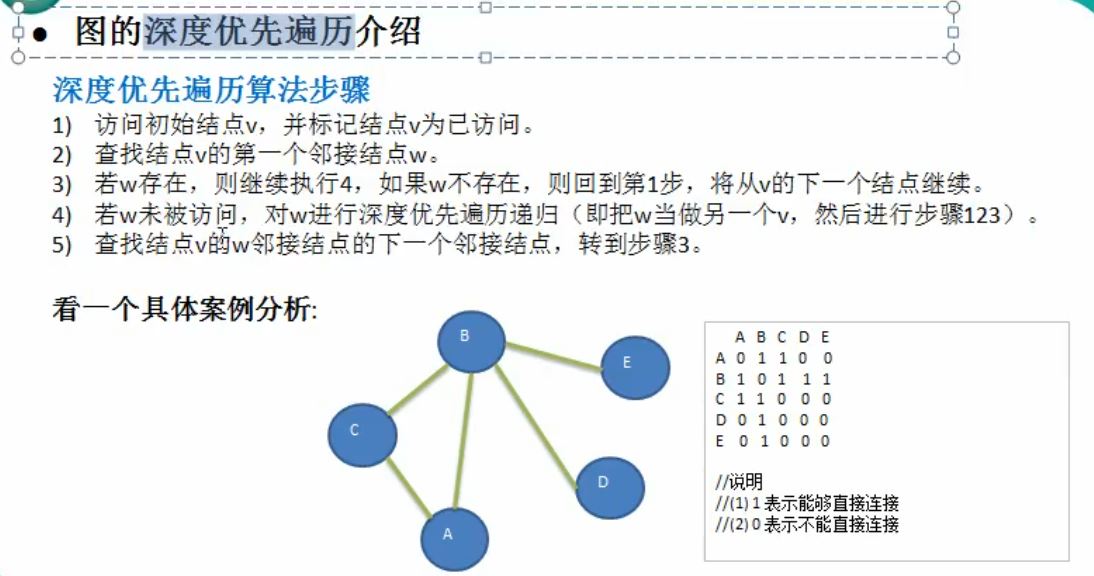 • 图的深度优先遍历介绍
深度优先遍历算法步骤
1) 访问初始结点v，并标记结点v为已访问。
2) 查找结点v的第一个邻接结点w。
3) 若w存在，则继续执行4，如果w不存在，则回到第1步，将从v的下一个结点继续。
4) 若w未被访问，对w进行深度优先遍历递归（即把w当做另一个v，然后进行步骤123）。
5) 查找结点v的w邻接结点的下一个邻接结点，转到步骤3。
看一个具体案例分析:
B
E
C
D
A
A B C D E
A 0 1 1 0 0
B 1 0 1 1 1
C 1 1 0 0 0
D 0 1 0 0 0
E 0 1 0 0 0
//说明
//(1) 1 表示能够直接连接
//(2) 0 表示不能直接连接